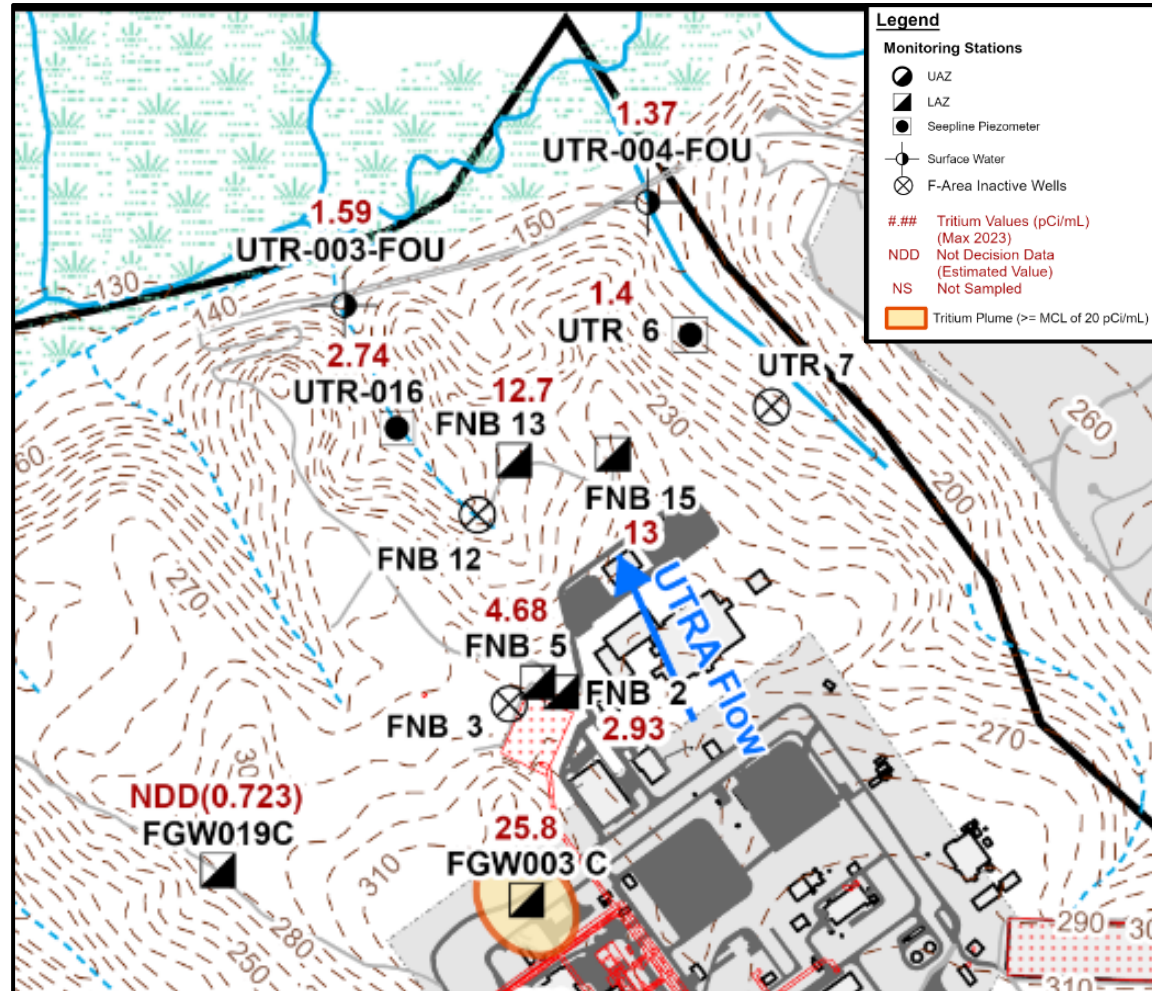 Legend
Monitoring Stations
UAZ
LAZ
Seepline Piezometer
Surface Water
F-Area Inactive Wells
#.## Tritium Values (pCi/mL)
(Max 2023)
NDD Not Decision Data
(Estimated Value)
NS Not Sampled
Tritium Plume (>= MCL of 20 pCi/mL)
1.37
UTR-004-FOU
1.59
UTR-003-FOU
150
130
140
1.4
UTR 6
2.74
UTR-016
UTR 7
12.7
FNB 13
230
260
60
FNB 15
13
200
FNB 12
270
UTRA Flow
4.68
FNB 5
FNB 2
FNB 3
2.93
270
30
NDD(0.723)
FGW019C
25.8
FGW003 C
310
280
250
290
30
310